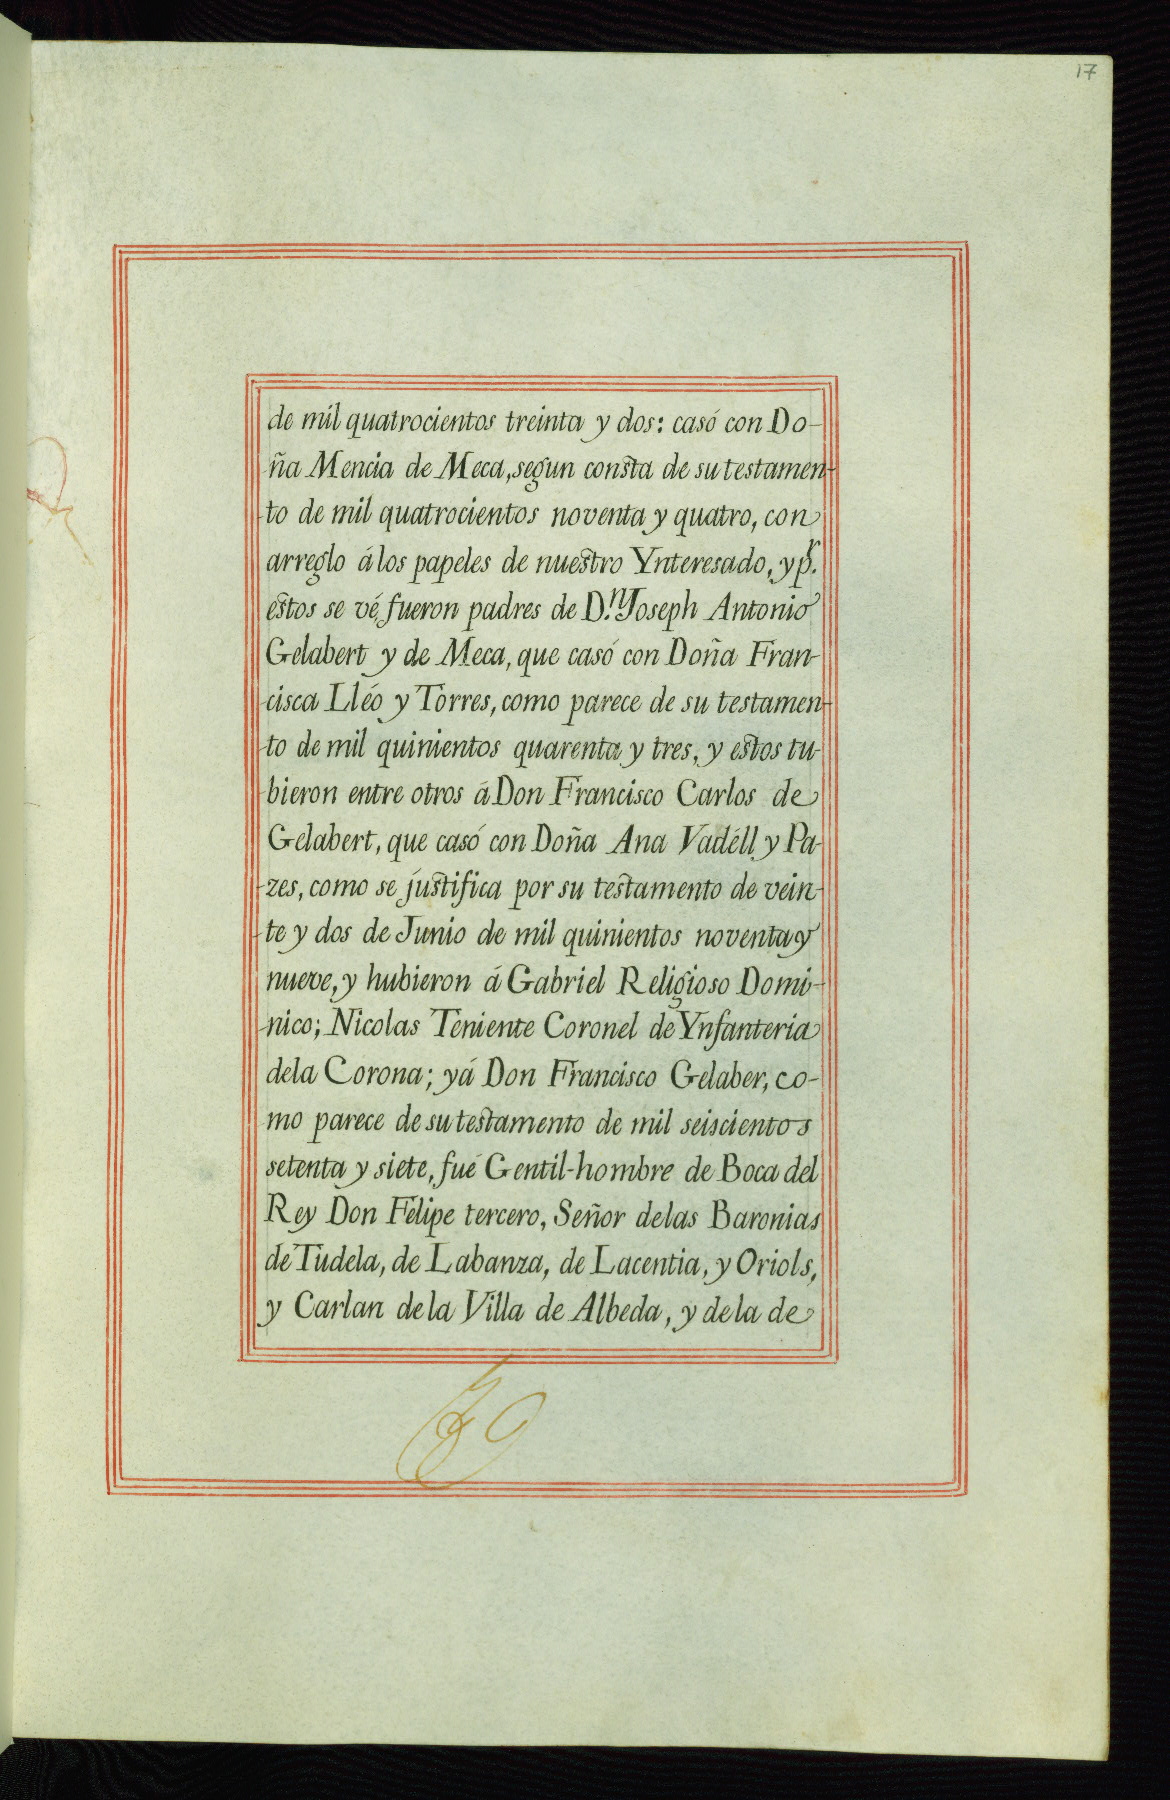 17
de mil quatrocientos treinta y dos: casó con Do-
-ña Mencia de Meca, segun consta de su testamen-
-to de mil quatrocientos noventa y quatro, con
arreglo á los papeles de nuestro Ynteresado, y pr.
estos se vé, fueron padres de D.n Joseph Antonio
Gelabert y de Meca, que casó con Doña Fran-
-cisca Lléo y Torres, como parece de su testamen-
-to de mil quinientos quarenta y tres, y estos tu-
-bieron entre otros á Don Francisco Carlos de
Gelabert, que casó con Doña Ana Vadéll y Pa-
-zes, como se justifica por su testamento de vein-
-te y dos de Junio de mil quinientos noventa y
nueve, y hubieron á Gabriel Religioso Domi-
-nico; Nicolas Teniente Coronel de Ynfanteria
dela Corona; y á Don Francisco Gelaber, co-
-mo parece de su testamento de mil seiscientos
setenta y siete, fué Gentil-hombre de Boca del
Rey Don Felipe tercero, Señor delas Baronias
de Tudela, de Labanza, de Lacentia, y Oriols,
y Carlan de la Villa de Albeda, y de la de